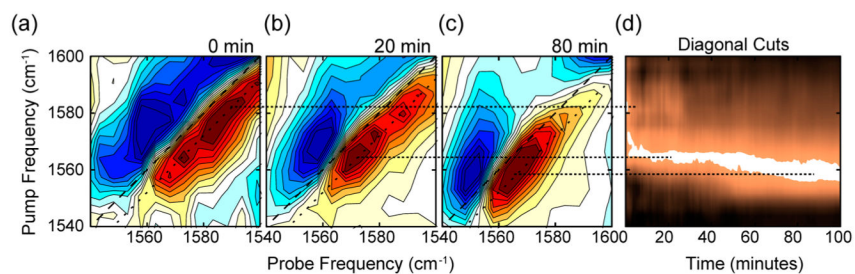 (a) (b) (c) (d)
0 min 20 min 80 min Diagonal Cuts
Pump Frequency (cm⁻¹)
1600
1580
1560
1540
1560 1580 1540 1560 1580 1540 1560 1580 1600 20 40 60 80 100
Probe Frequency (cm⁻¹) Time (minutes)